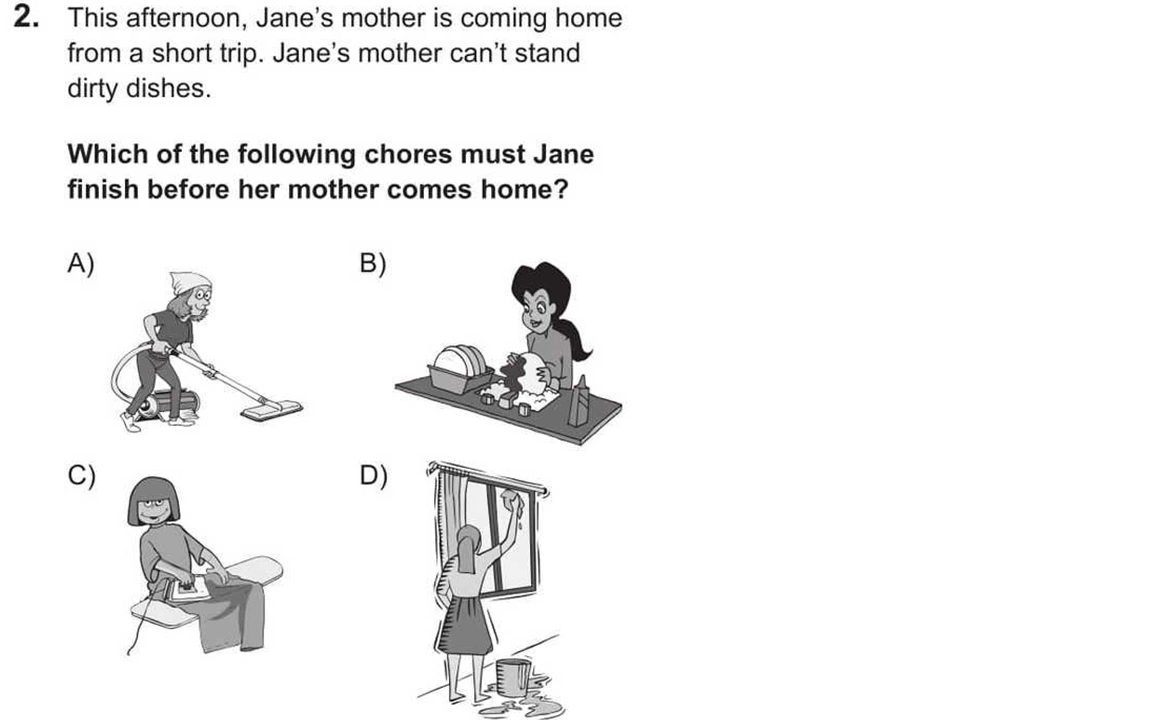 2. This afternoon, Jane’s mother is coming home
from a short trip. Jane’s mother can’t stand
dirty dishes.
Which of the following chores must Jane
finish before her mother comes home?
A)
B)
C)
D)